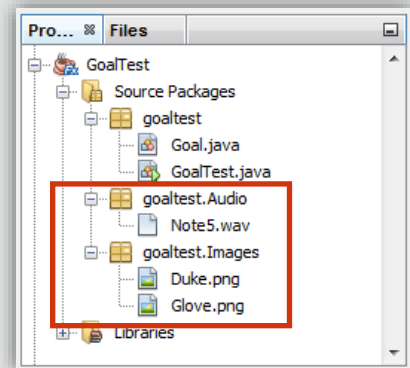 Pro... Files
GoalTest
Source Packages
goaltest
Goal.java
GoalTest.java
goaltest.Audio
Note5.wav
goaltest.Images
Duke.png
Glove.png
Libraries